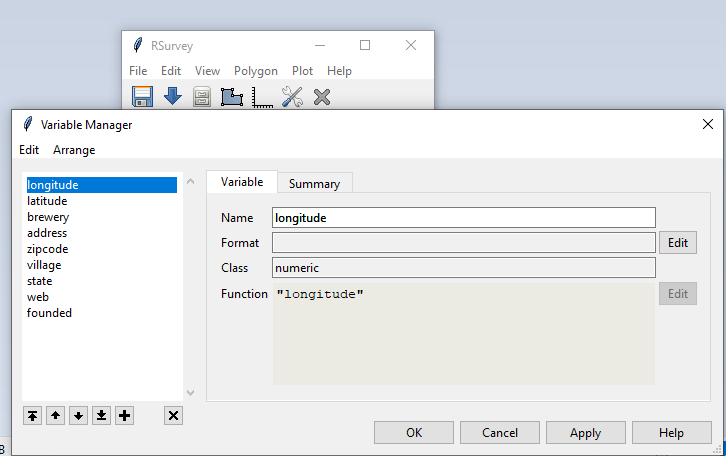 RSurvey
File Edit View Polygon Plot Help
Variable Manager
Edit Arrange
longitude
latitude
brewery
address
zipcode
village
state
web
founded
Variable Summary
Name longitude
Format Edit
Class numeric
Function "longitude" Edit
OK Cancel Apply Help
8